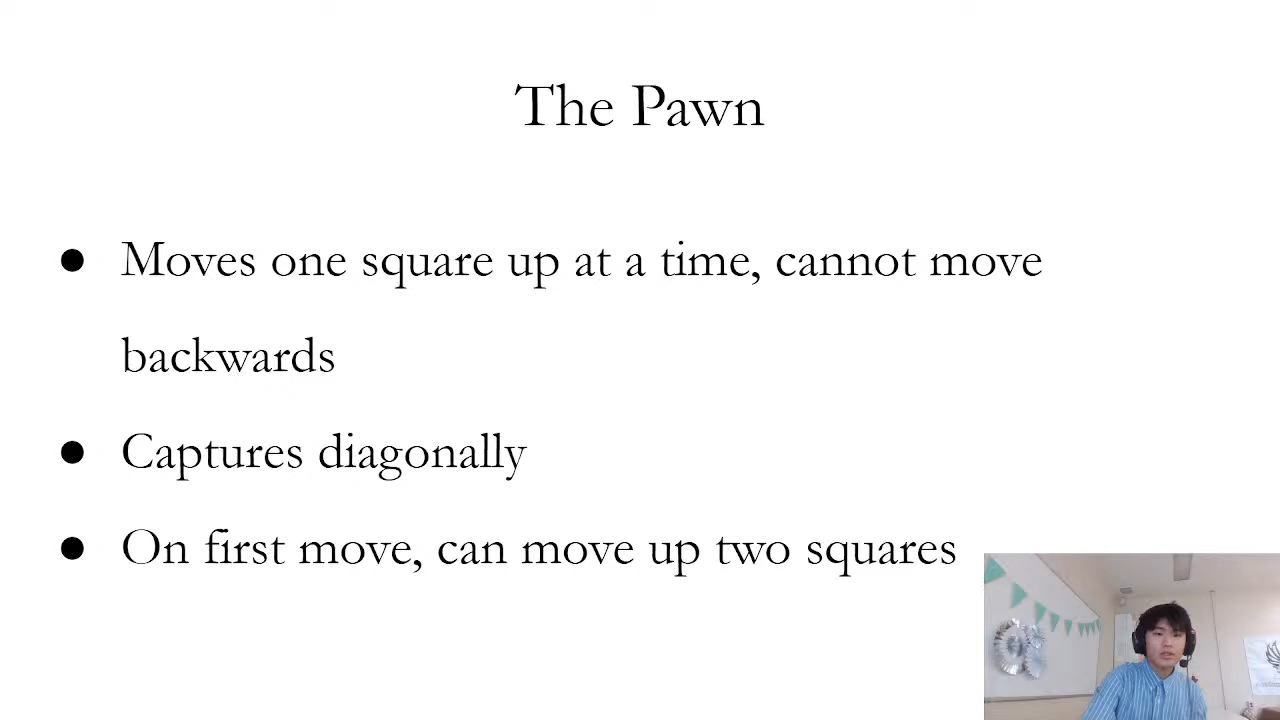 The Pawn
● Moves one square up at a time, cannot move
backwards
● Captures diagonally
● On first move, can move up two squares